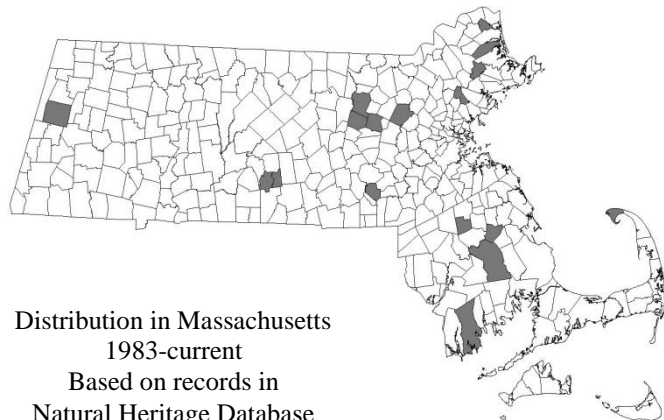 Distribution in Massachusetts
1983-current
Based on records in
Natural Heritage Database